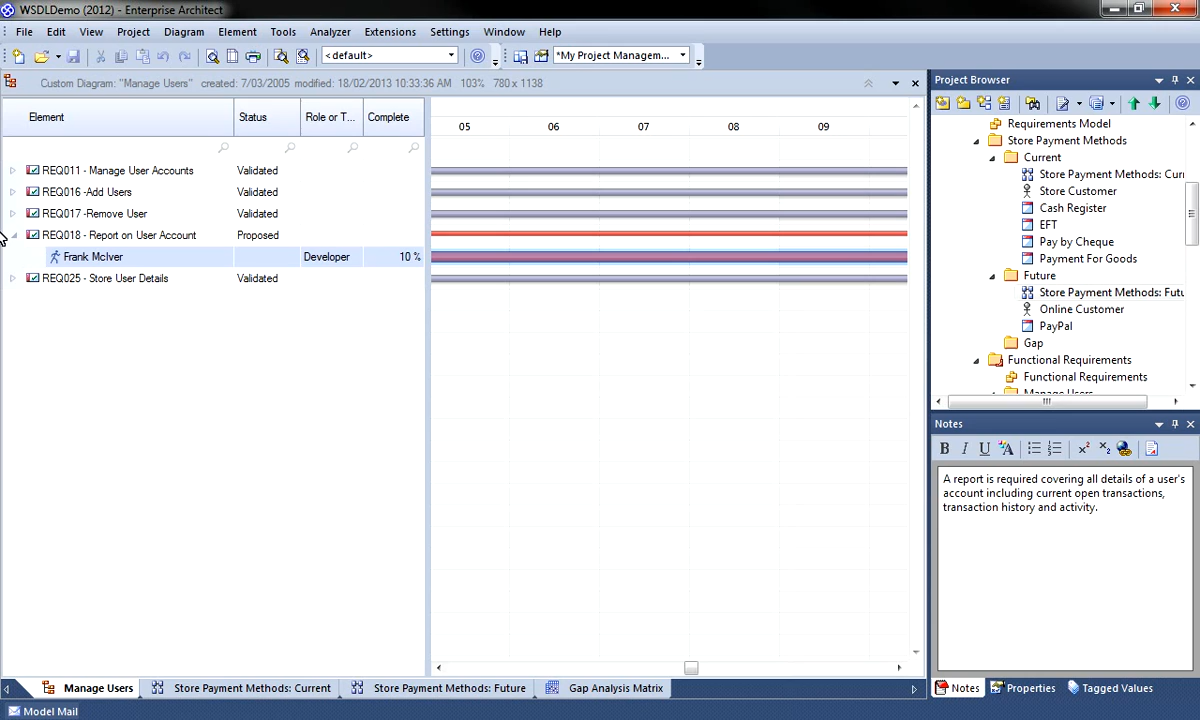 WSDLDemo (2012) - Enterprise Architect
File Edit View Project Diagram Element Tools Analyzer Extensions Settings Window Help
<default> *My Project Managem...
Custom Diagram: "Manage Users" created: 7/03/2005 modified: 18/02/2013 10:33:36 AM 103% 780 x 1138
Element Status Role or T... Complete
05 06 07 08 09
REQ011 - Manage User Accounts Validated
REQ016 -Add Users Validated
REQ017 -Remove User Validated
REQ018 - Report on User Account Proposed
Frank McIver Developer 10 %
REQ025 - Store User Details Validated
Project Browser
Requirements Model
Store Payment Methods
Current
Store Payment Methods: Curr
Store Customer
Cash Register
EFT
Pay by Cheque
Payment For Goods
Future
Store Payment Methods: Futu
Online Customer
PayPal
Gap
Functional Requirements
Functional Requirements
Manage Users
Notes
B I U A
A report is required covering all details of a user's
account including current open transactions,
transaction history and activity.
Manage Users Store Payment Methods: Current Store Payment Methods: Future Gap Analysis Matrix
Notes Properties Tagged Values
Model Mail